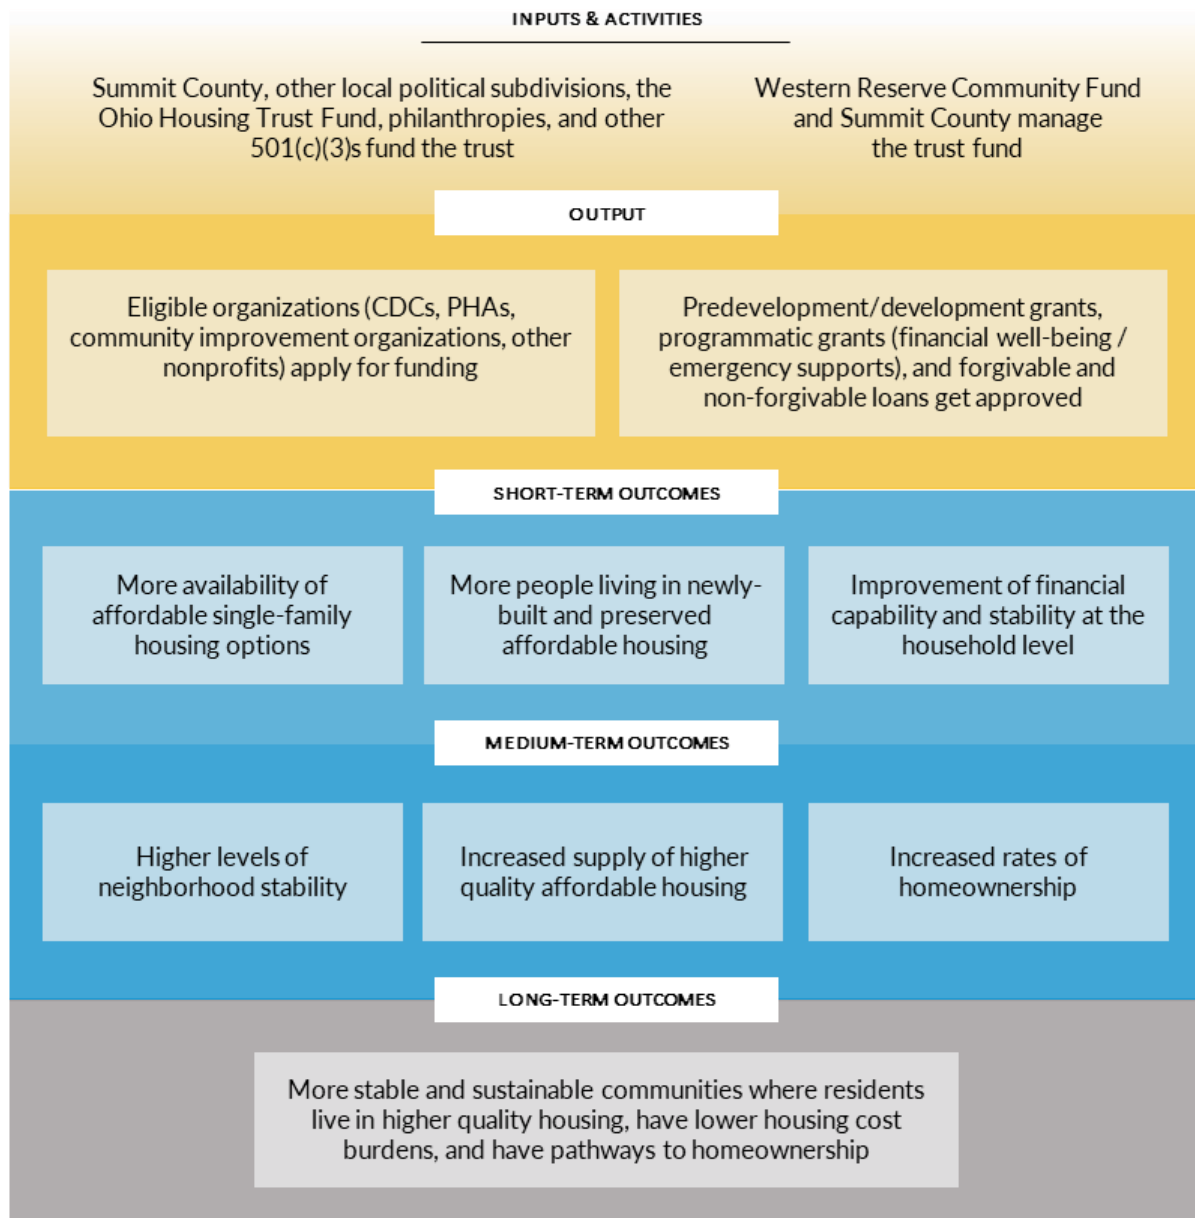 INPUTS & ACTIVITIES
Summit County, other local political subdivisions, the
Ohio Housing Trust Fund, philanthropies, and other
501(c)(3)s fund the trust
Western Reserve Community Fund
and Summit County manage
the trust fund
OUTPUT
Eligible organizations (CDCs, PHAs,
community improvement organizations, other
nonprofits) apply for funding
Predevelopment/development grants,
programmatic grants (financial well-being /
emergency supports), and forgivable and
non-forgivable loans get approved
SHORT-TERM OUTCOMES
More availability of
affordable single-family
housing options
More people living in newly-
built and preserved
affordable housing
Improvement of financial
capability and stability at the
household level
MEDIUM-TERM OUTCOMES
Higher levels of
neighborhood stability
Increased supply of higher
quality affordable housing
Increased rates of
homeownership
LONG-TERM OUTCOMES
More stable and sustainable communities where residents
live in higher quality housing, have lower housing cost
burdens, and have pathways to homeownership